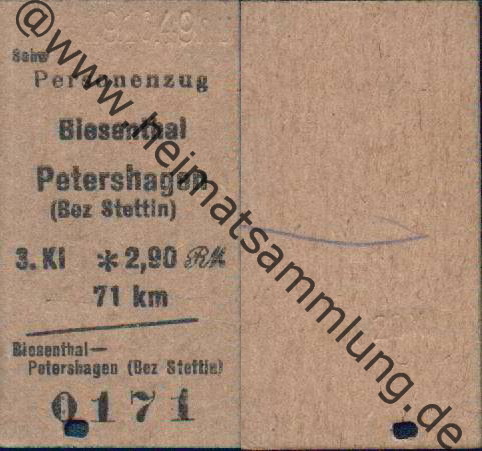 Personenzug
Biesenthal
Petershagen
(Bez Stettin)
3. Kl * 2,90 RM
71 km
Biesenthal—
Petershagen (Bez Stettin)
0171
@www.heimatsammlung.de